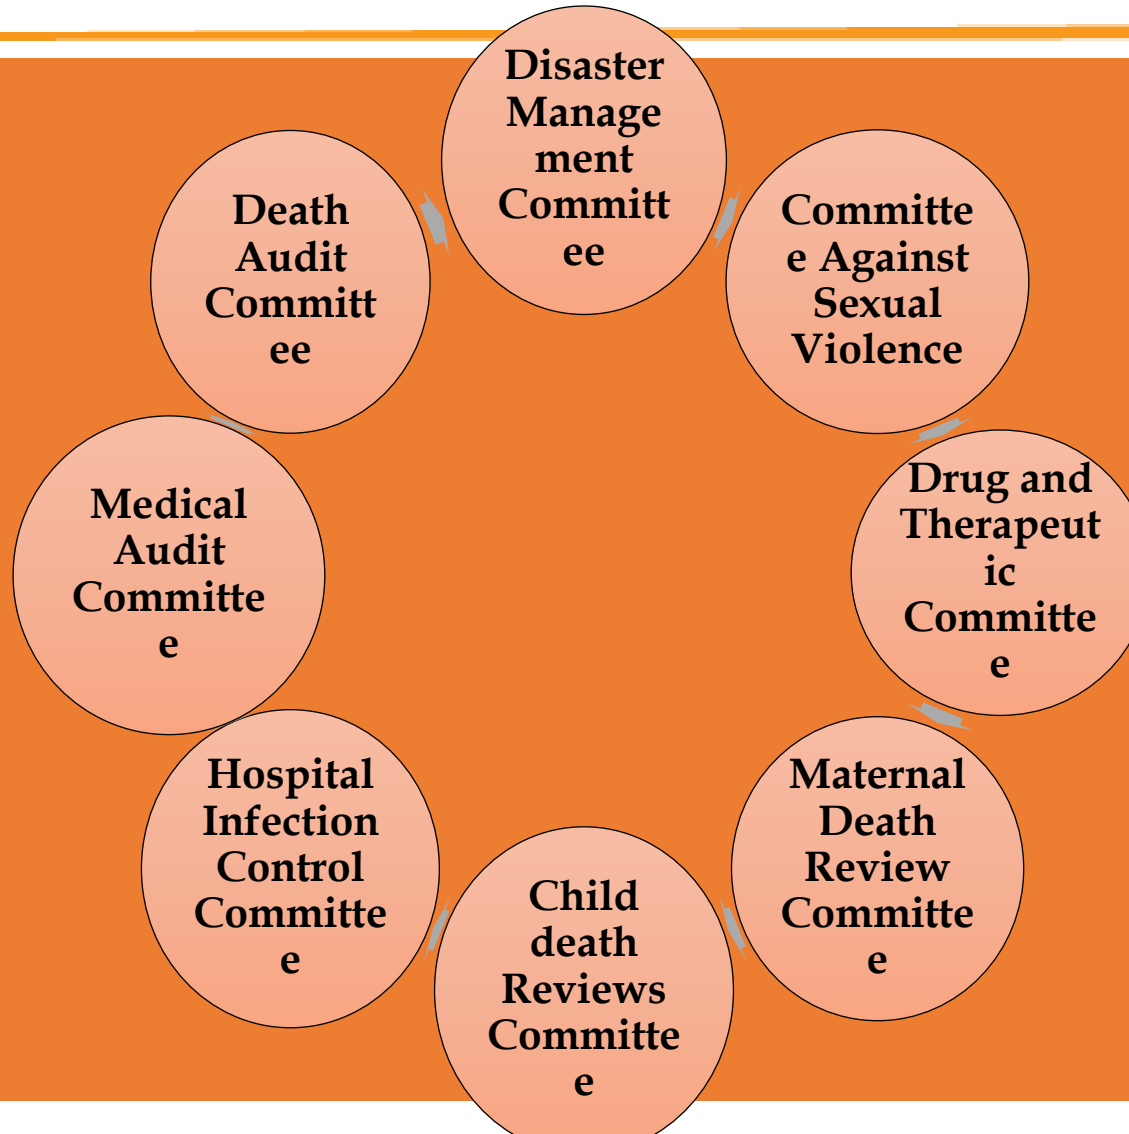 Disaster
Manage
ment
Committ
ee
Committe
e Against
Sexual
Violence
Drug and
Therapeut
ic
Committe
e
Maternal
Death
Review
Committe
e
Child
death
Reviews
Committe
e
Hospital
Infection
Control
Committe
e
Medical
Audit
Committe
e
Death
Audit
Committ
ee